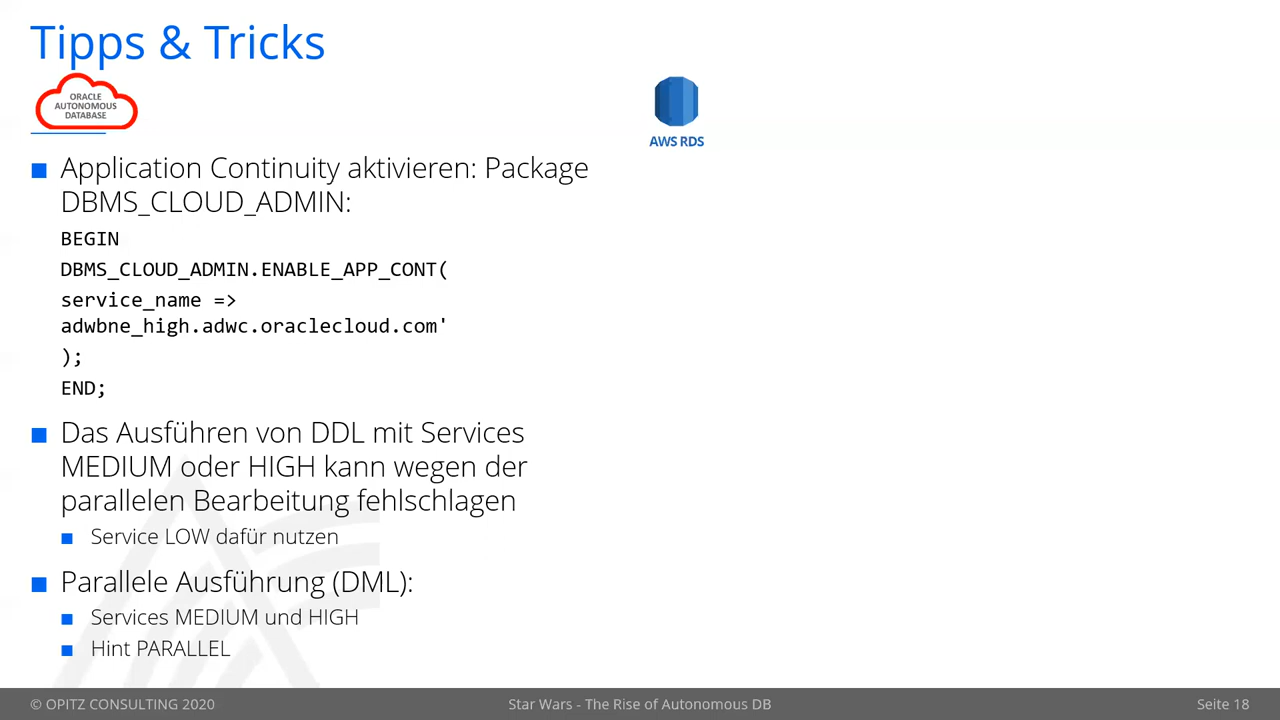 Tipps & Tricks
ORACLE
AUTONOMOUS
DATABASE
AWS RDS
Application Continuity aktivieren: Package
DBMS_CLOUD_ADMIN:
BEGIN
DBMS_CLOUD_ADMIN.ENABLE_APP_CONT(
service_name =>
adwbne_high.adwc.oraclecloud.com'
);
END;
Das Ausführen von DDL mit Services
MEDIUM oder HIGH kann wegen der
parallelen Bearbeitung fehlschlagen
Service LOW dafür nutzen
Parallele Ausführung (DML):
Services MEDIUM und HIGH
Hint PARALLEL
© OPITZ CONSULTING 2020
Star Wars - The Rise of Autonomous DB
Seite 18